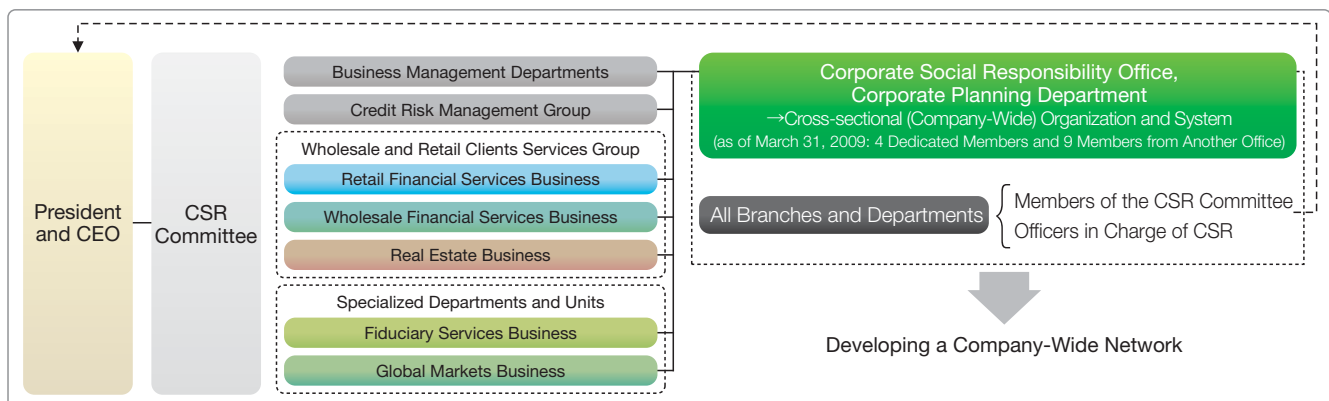 President
and CEO
CSR
Committee
Business Management Departments
Credit Risk Management Group
Wholesale and Retail Clients Services Group
Retail Financial Services Business
Wholesale Financial Services Business
Real Estate Business
Specialized Departments and Units
Fiduciary Services Business
Global Markets Business
Corporate Social Responsibility Office,
Corporate Planning Department
→Cross-sectional (Company-Wide) Organization and System
(as of March 31, 2009: 4 Dedicated Members and 9 Members from Another Office)
All Branches and Departments
Members of the CSR Committee
Officers in Charge of CSR
Developing a Company-Wide Network